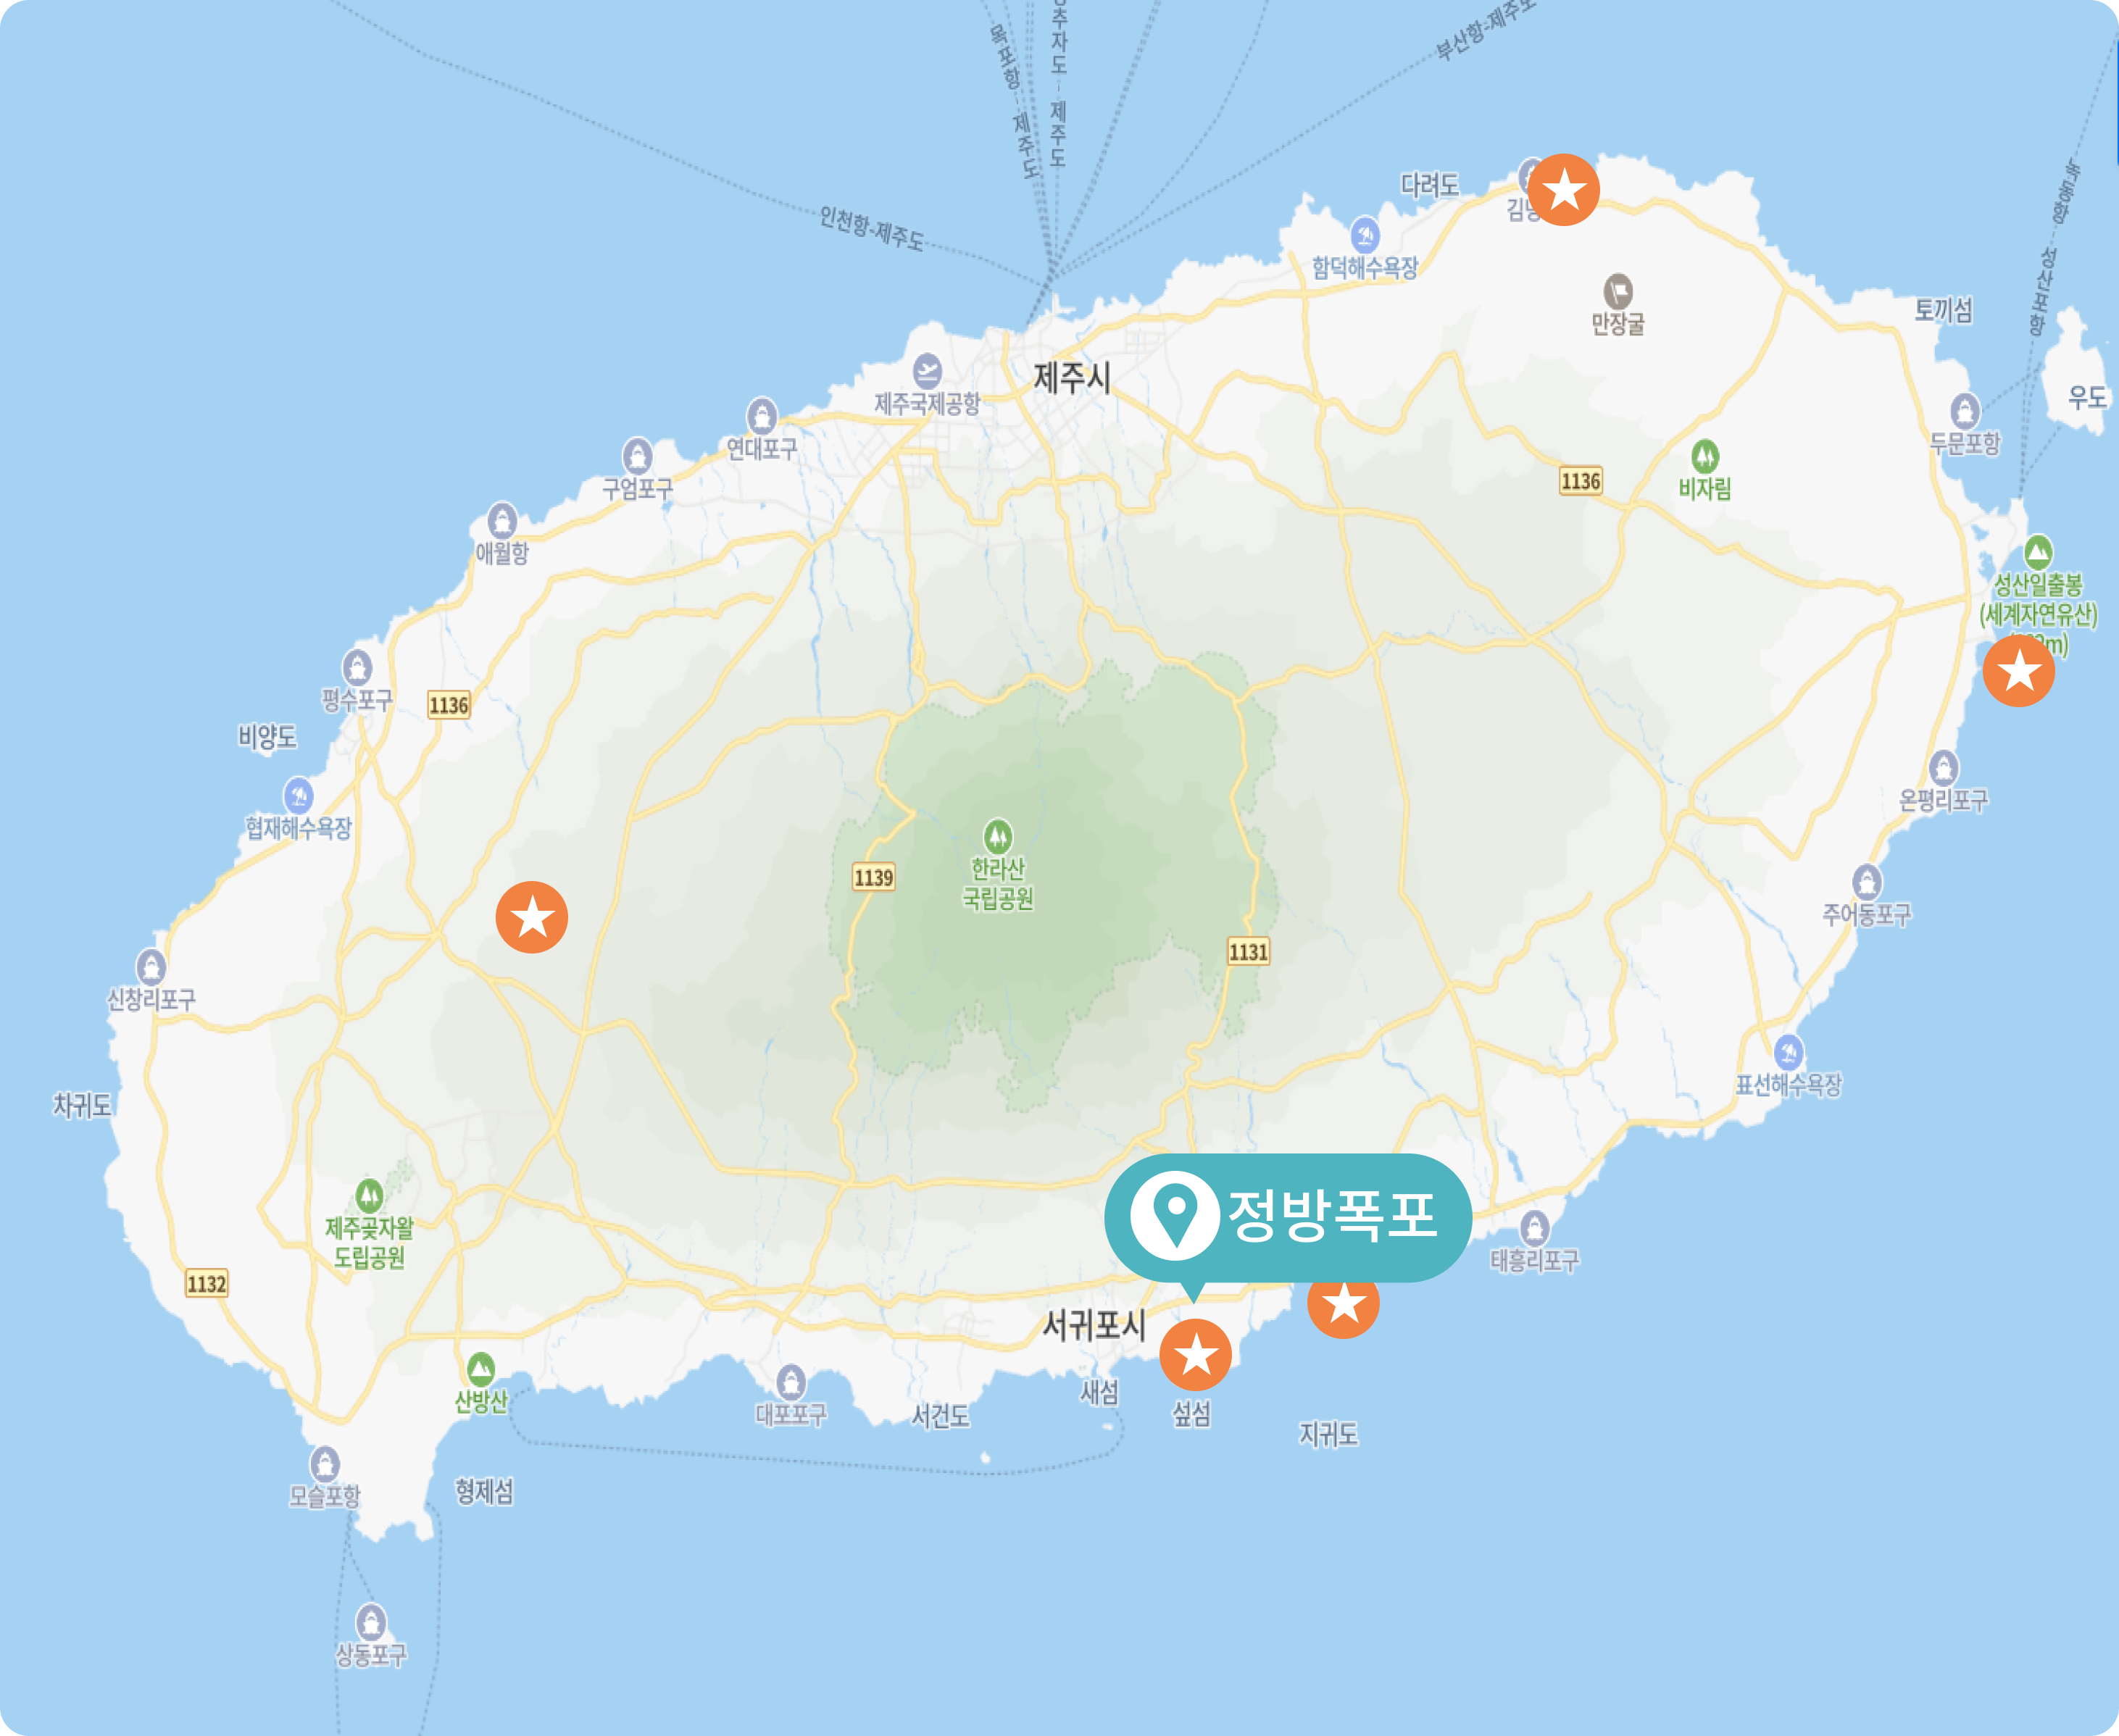 목포항 - 제주도
추자도 - 제주도
부산항-제주도
인천항-제주도
녹동항 성산포항
다려도
함덕해수욕장
만장굴
토끼섬
우도
제주시
제주국제공항
연대포구
두문포항
구엄포구
1136
비자림
애월항
성산일출봉
(세계자연유산)
평수포구
1136
비양도
온평리포구
협재해수욕장
한라산
국립공원
1139
주어동포구
1131
신창리포구
표선해수욕장
차귀도
정방폭포
제주곶자왈
도립공원
태흥리포구
1132
서귀포시
산방산
새섬
대포포구
서건도
섶섬
지귀도
모슬포항
형제섬
상동포구